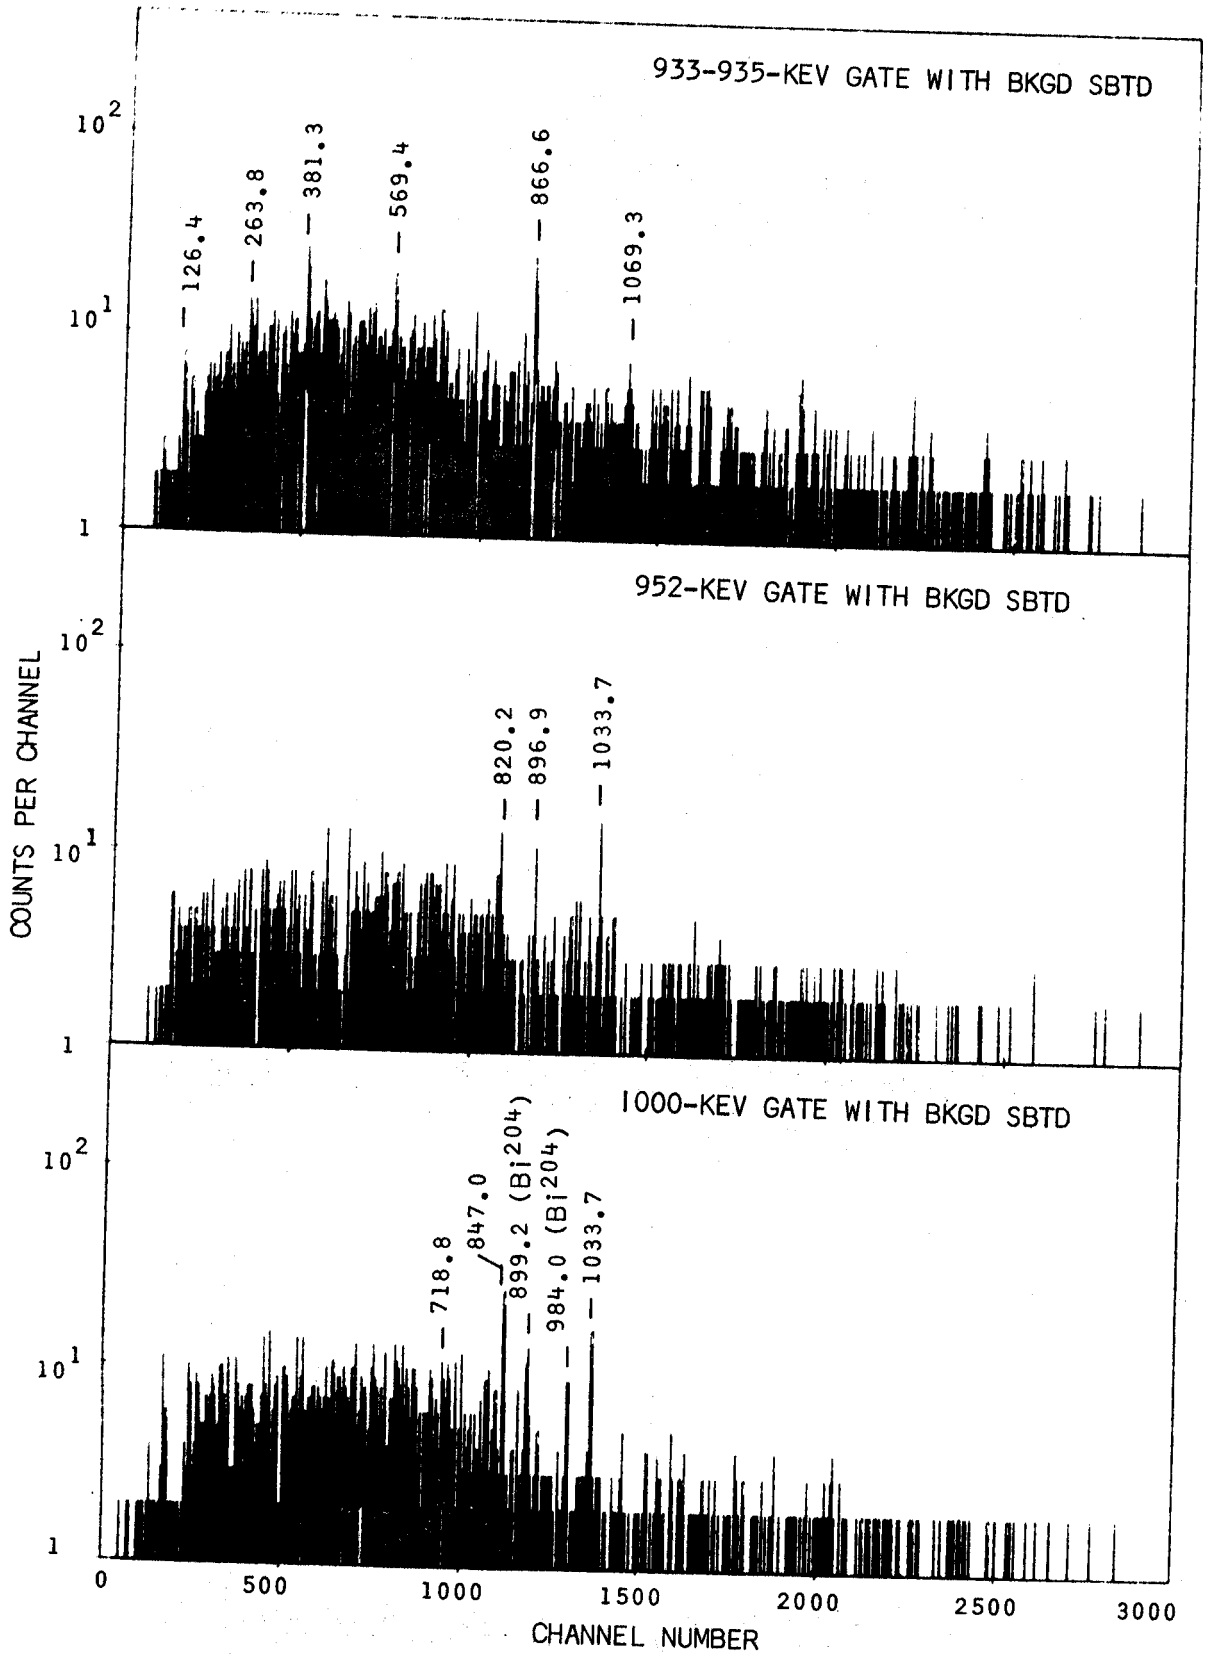 933-935-KEV GATE WITH BKGD SBTD
10²
10¹
1
— 126.4
— 263.8
— 381.3
— 569.4
— 866.6
— 1069.3
952-KEV GATE WITH BKGD SBTD
10²
10¹
1
— 820.2
— 896.9
— 1033.7
COUNTS PER CHANNEL
1000-KEV GATE WITH BKGD SBTD
10²
10¹
1
— 718.8
847.0
— 899.2 (Bi²⁰⁴)
— 984.0 (Bi²⁰⁴)
— 1033.7
0 500 1000 1500 2000 2500 3000
CHANNEL NUMBER